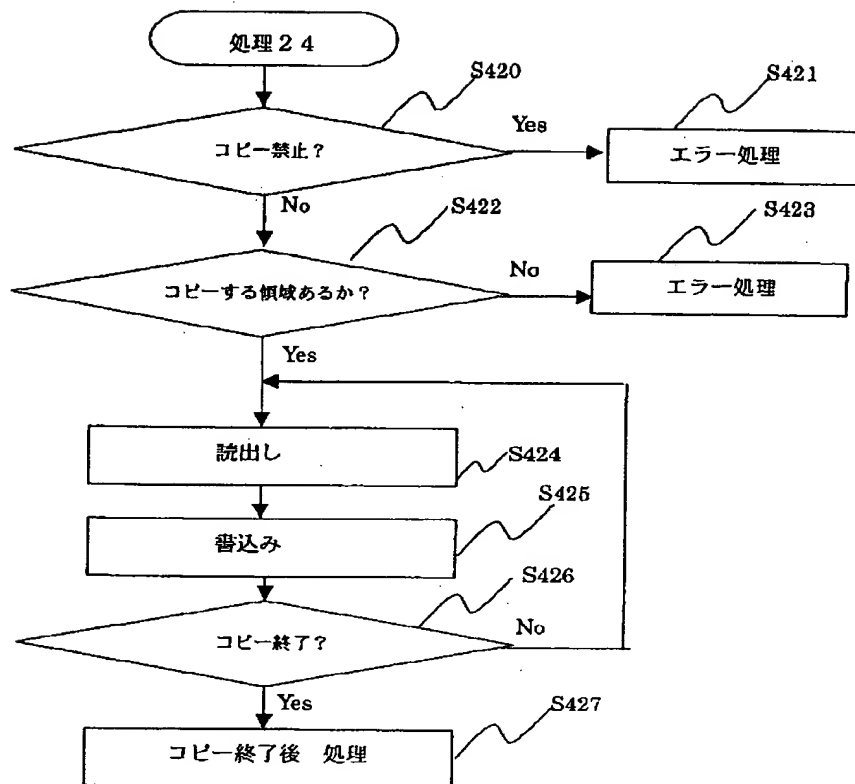 処理24
S420
S421
コピー禁止?
Yes
エラー処理
No
S422
S423
コピーする領域あるか?
No
エラー処理
Yes
読出し
S424
S425
書込み
S426
コピー終了?
No
Yes
S427
コピー終了後 処理